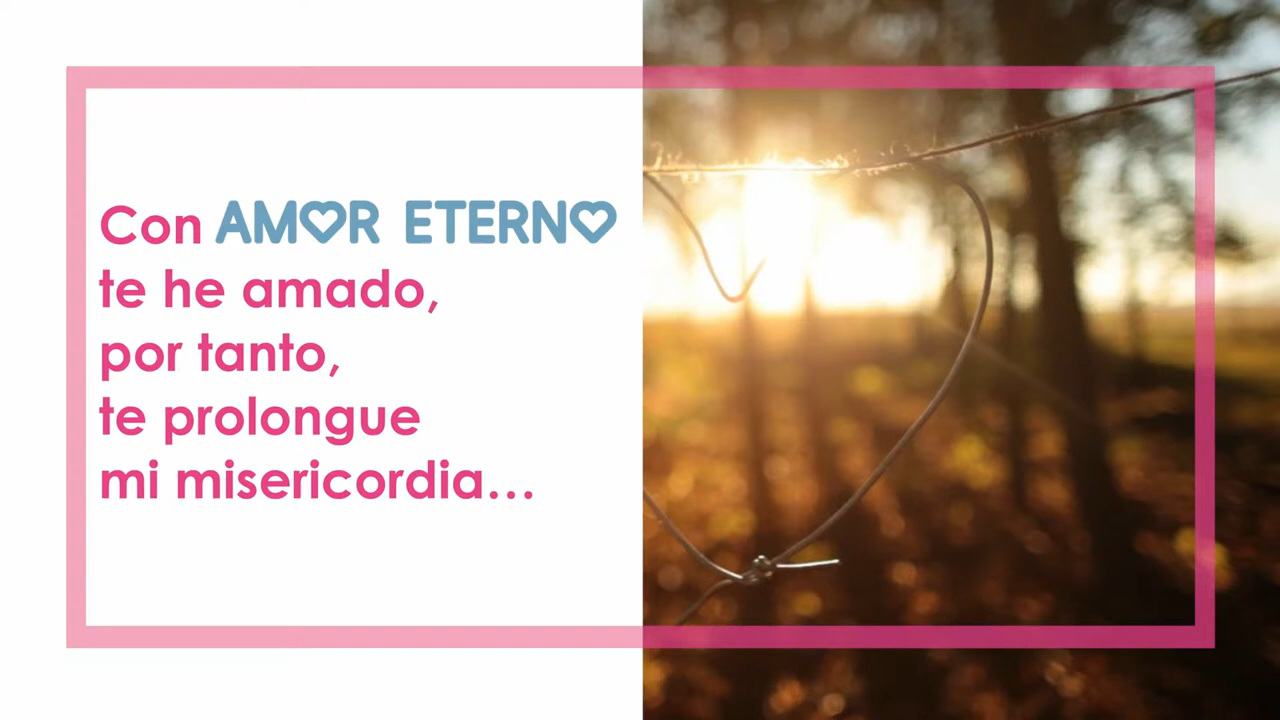 Con AMOR ETERNO
te he amado,
por tanto,
te prolongue
mi misericordia...